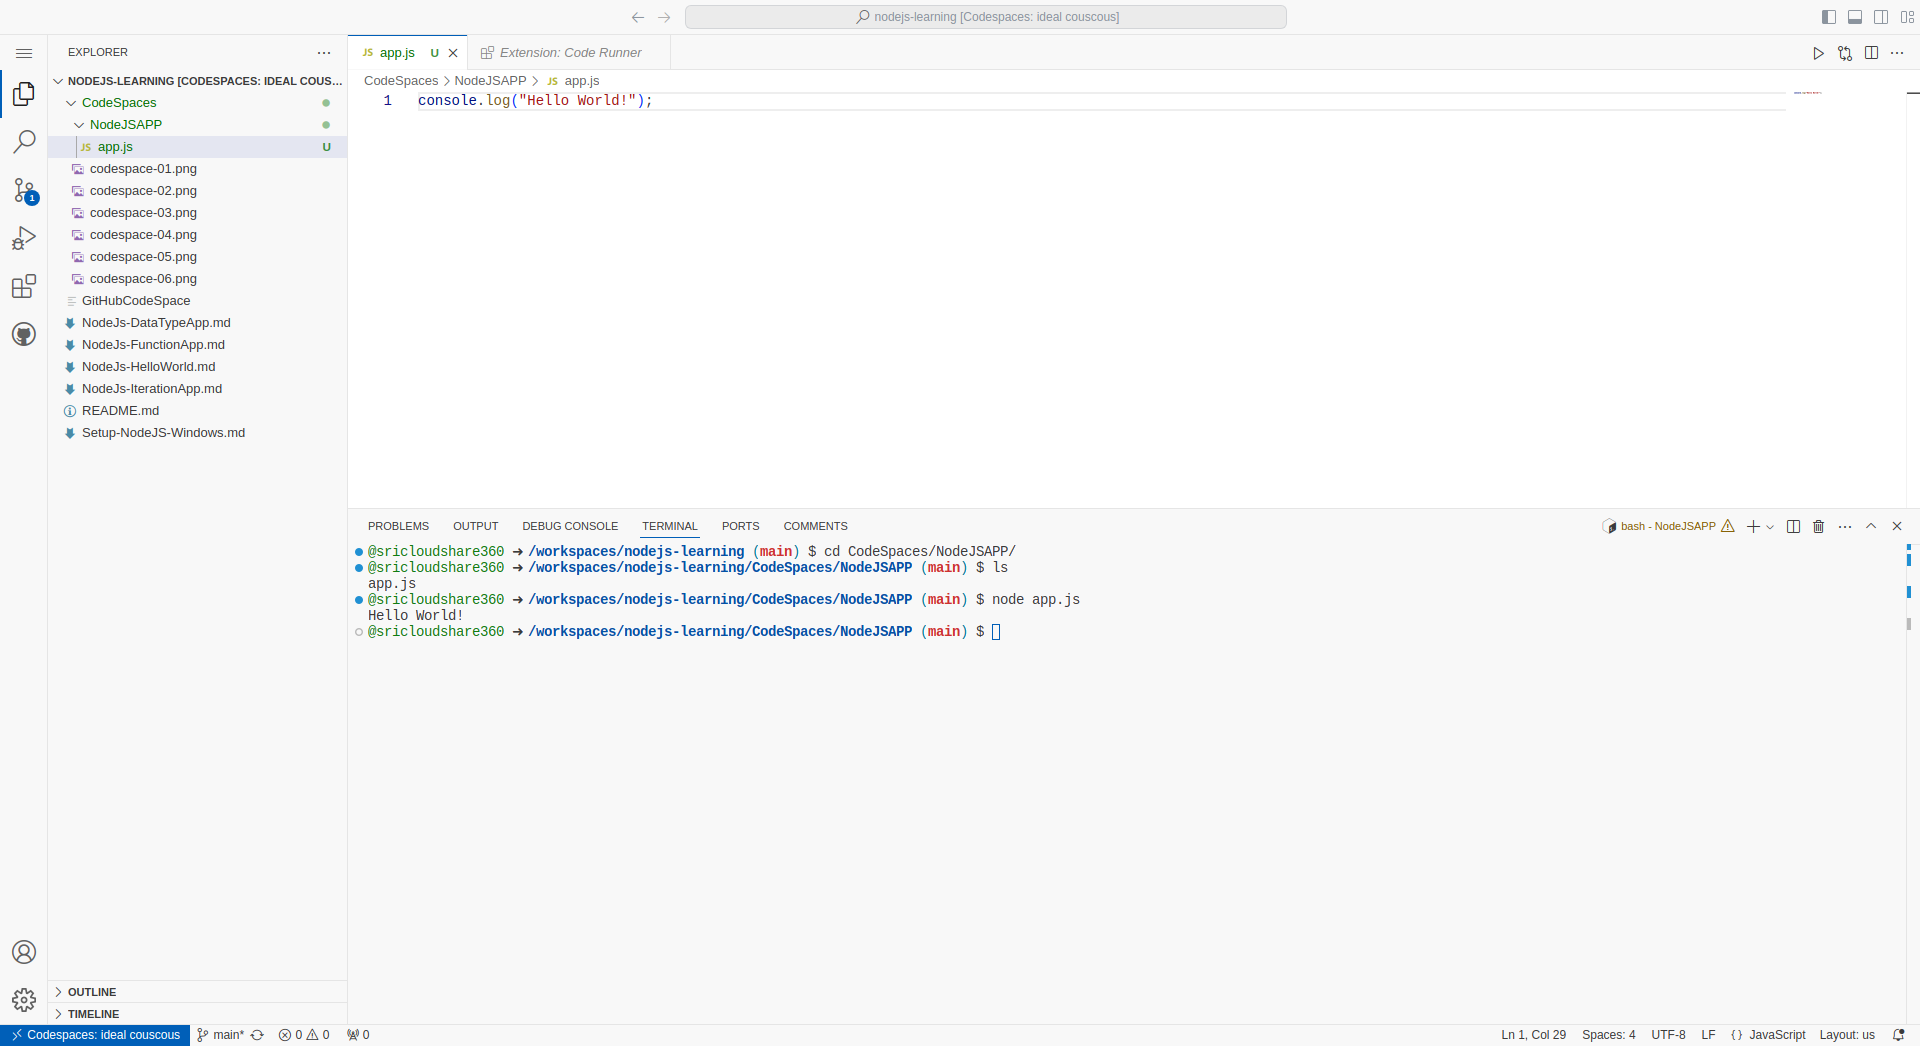 nodejs-learning [Codespaces: ideal couscous]
EXPLORER
NODEJS-LEARNING [CODESPACES: IDEAL COUS...
CodeSpaces
NodeJSAPP
JS app.js U
codespace-01.png
codespace-02.png
codespace-03.png
codespace-04.png
codespace-05.png
codespace-06.png
GitHubCodeSpace
NodeJs-DataTypeApp.md
NodeJs-FunctionApp.md
NodeJs-HelloWorld.md
NodeJs-IterationApp.md
README.md
Setup-NodeJS-Windows.md
1
OUTLINE
TIMELINE
JS app.js U Extension: Code Runner
CodeSpaces > NodeJSAPP > JS app.js
1 console.log("Hello World!");
PROBLEMS OUTPUT DEBUG CONSOLE TERMINAL PORTS COMMENTS bash - NodeJSAPP
@sricloudshare360 ➜ /workspaces/nodejs-learning (main) $ cd CodeSpaces/NodeJSAPP/
@sricloudshare360 ➜ /workspaces/nodejs-learning/CodeSpaces/NodeJSAPP (main) $ ls
app.js
@sricloudshare360 ➜ /workspaces/nodejs-learning/CodeSpaces/NodeJSAPP (main) $ node app.js
Hello World!
@sricloudshare360 ➜ /workspaces/nodejs-learning/CodeSpaces/NodeJSAPP (main) $
Codespaces: ideal couscous main* 0 0 0 Ln 1, Col 29 Spaces: 4 UTF-8 LF {} JavaScript Layout: us